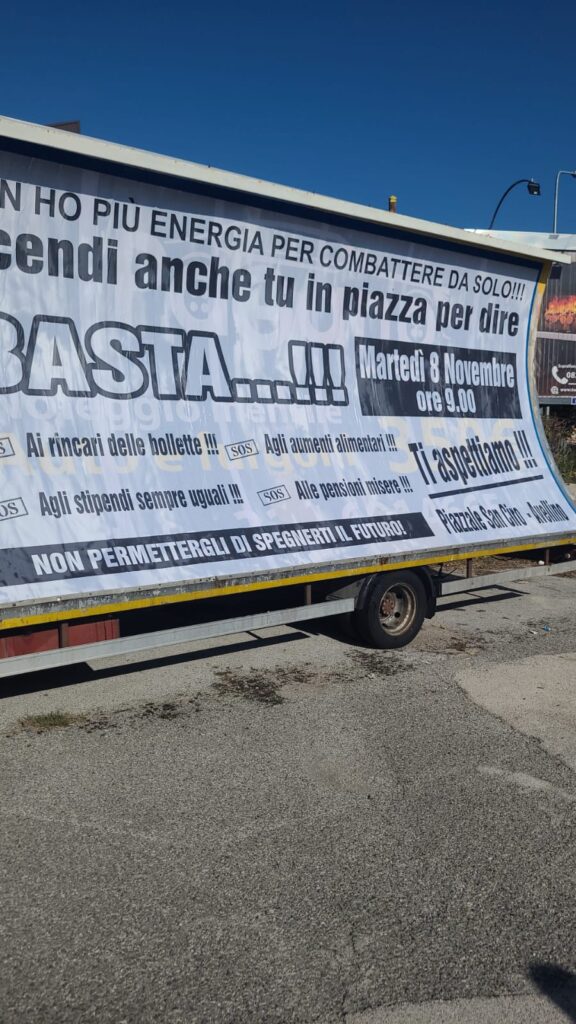 N HO PIÙ ENERGIA PER COMBATTERE DA SOLO!!!
cendi anche tu in piazza per dire
BASTA...!!!
Martedì 8 Novembre
ore 9.00
SOS Ai rincari delle bollette !!!
SOS Agli aumenti alimentari !!!
SOS Agli stipendi sempre uguali !!!
SOS Alle pensioni misere !!!
Ti aspettiamo !!!
Piazzale San Ciro - Avellino
NON PERMETTERGLI DI SPEGNERTI IL FUTURO!